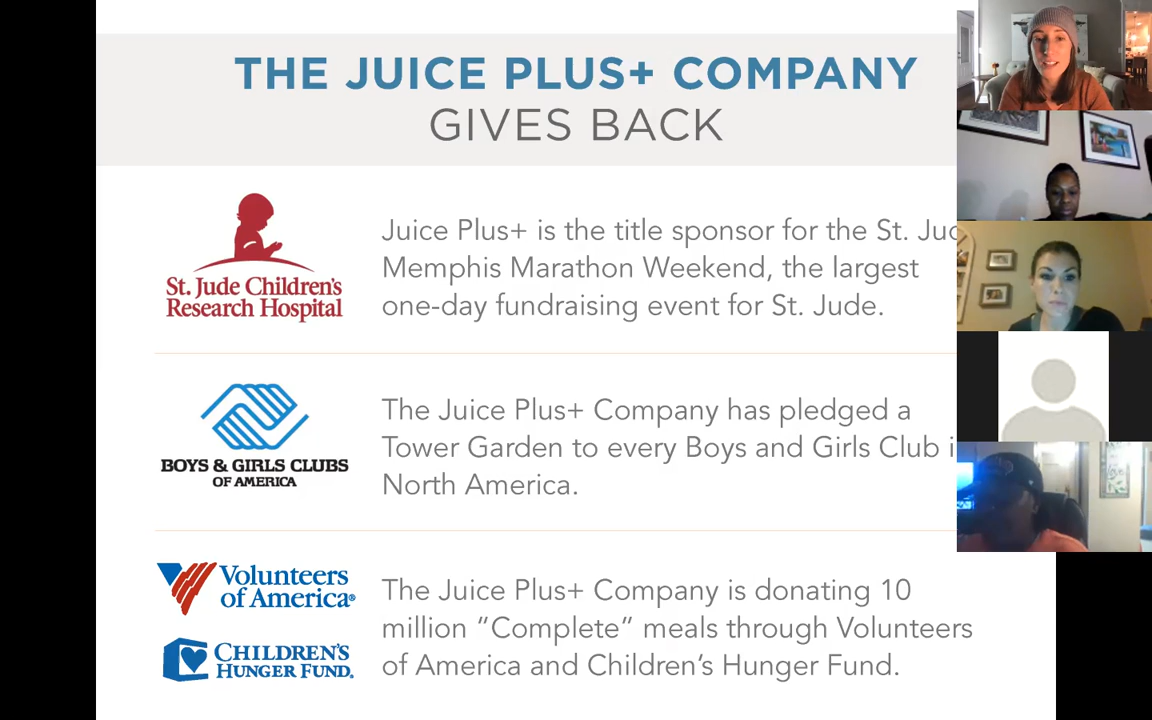 THE JUICE PLUS+ COMPANY
GIVES BACK
St. Jude Children's
Research Hospital
Juice Plus+ is the title sponsor for the St.
Memphis Marathon Weekend, the largest
one-day fundraising event for St. Jude.
BOYS & GIRLS CLUBS
OF AMERICA
The Juice Plus+ Company has pledged a
Tower Garden to every Boys and Girls Club
North America.
Volunteers
of America®
CHILDREN'S
HUNGER FUND.
The Juice Plus+ Company is donating 10
million “Complete” meals through Volunteers
of America and Children's Hunger Fund.